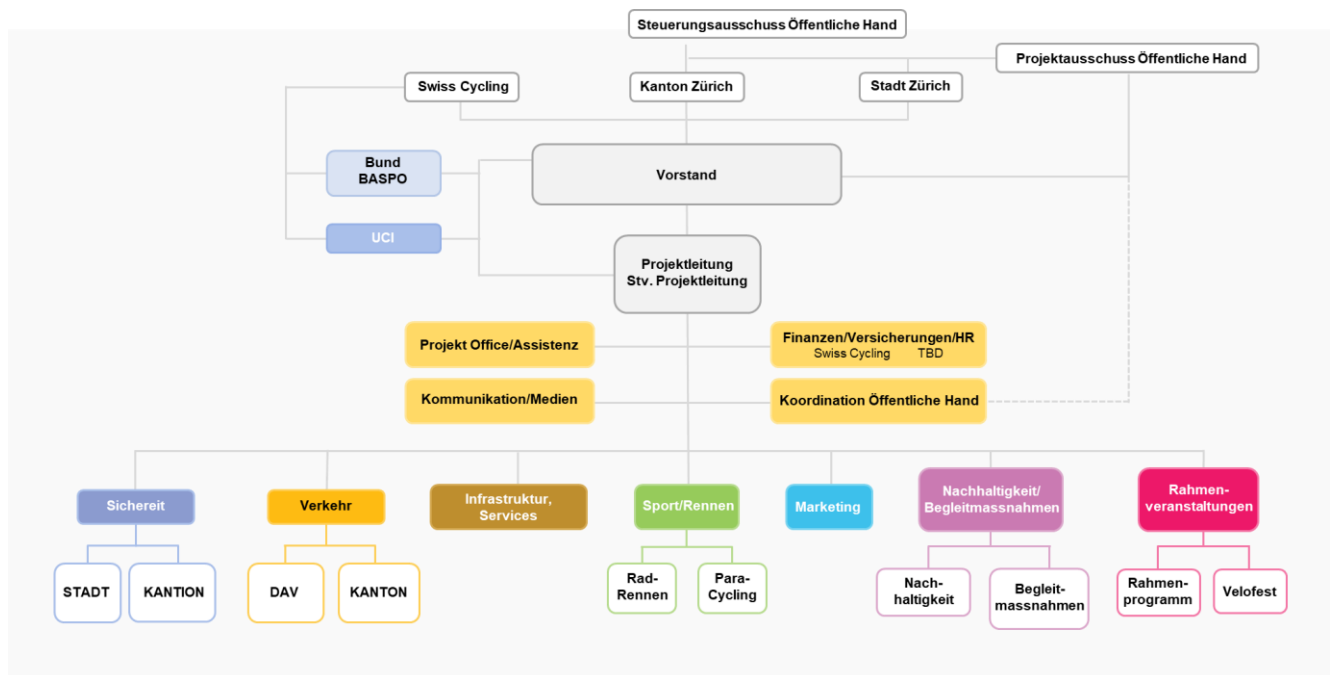 Steuerungsausschuss Öffentliche Hand
Projektausschuss Öffentliche Hand
Swiss Cycling
Kanton Zürich
Stadt Zürich
Bund
BASPO
Vorstand
UCI
Projektleitung
Stv. Projektleitung
Projekt Office/Assistenz
Finanzen/Versicherungen/HR
Swiss Cycling TBD
Kommunikation/Medien
Koordination Öffentliche Hand
Sichereit
Verkehr
Infrastruktur,
Services
Sport/Rennen
Marketing
Nachhaltigkeit/
Begleitmassnahmen
Rahmen-
veranstaltungen
STADT
KANTION
DAV
KANTON
Rad-
Rennen
Para-
Cycling
Nach-
haltigkeit
Begleit-
massnahmen
Rahmen-
programm
Velofest